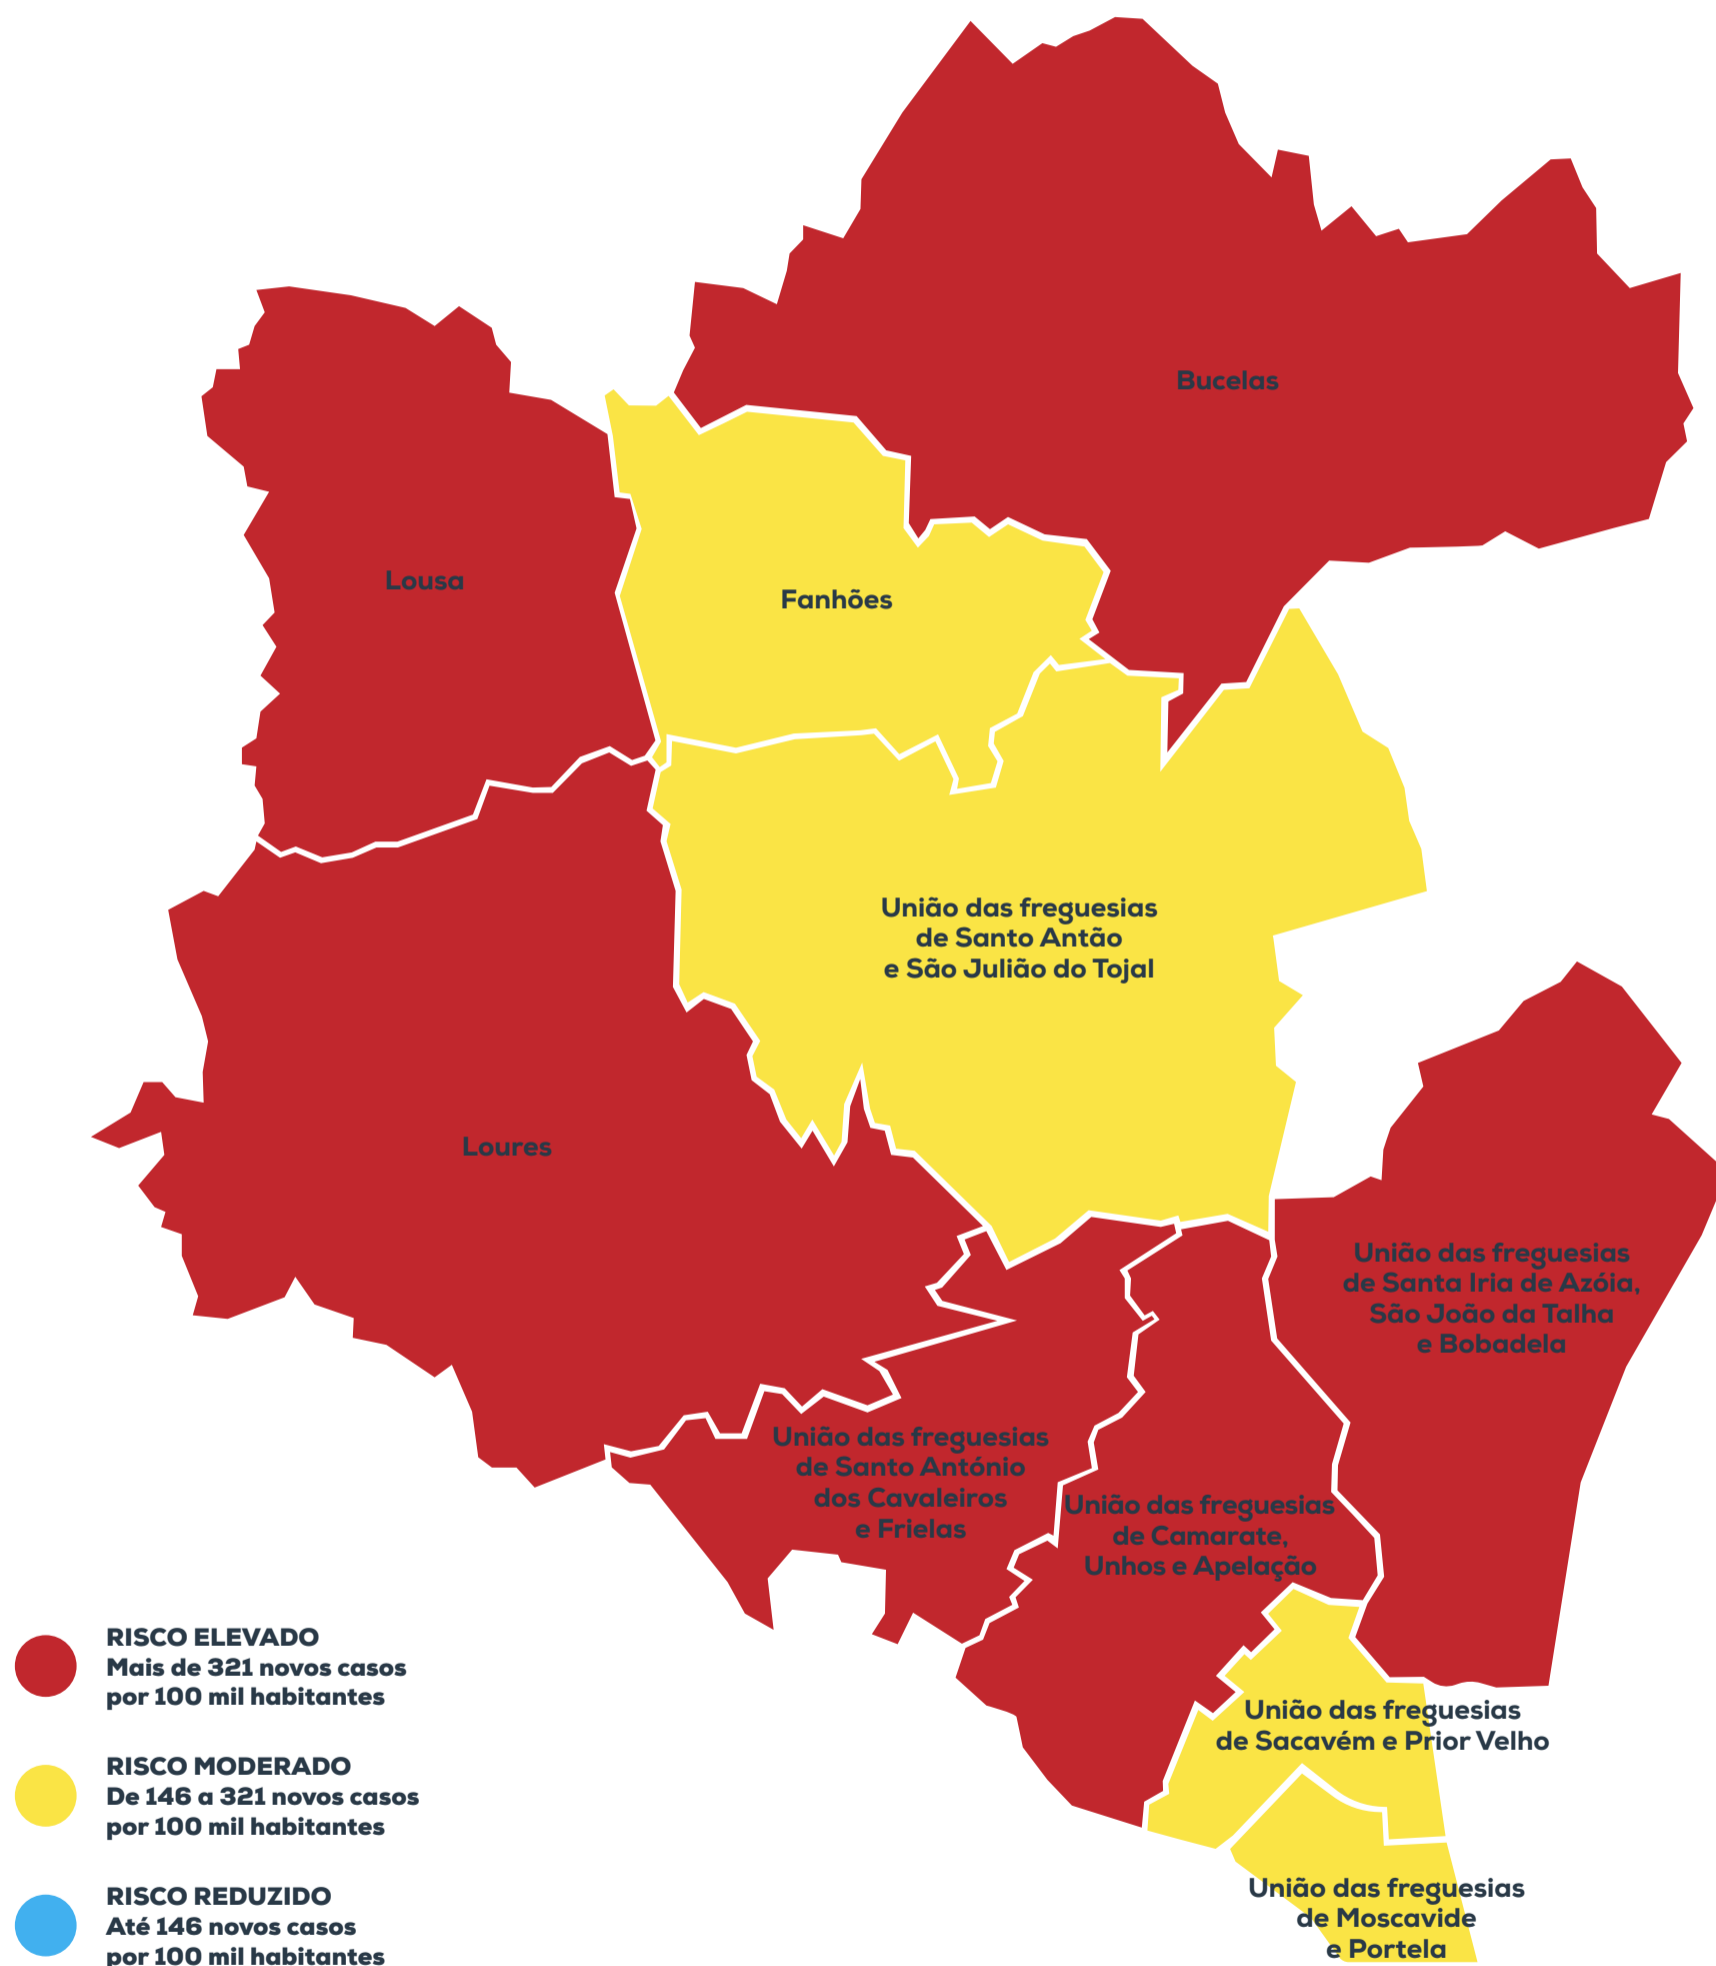 Bucelas
Lousa
Fanhões
União das freguesias
de Santo Antão
e São Julião do Tojal
Loures
União das freguesias
de Santa Iria de Azóia,
São João da Talha
e Bobadela
União das freguesias
de Santo António
dos Cavaleiros
e Frielas
União das freguesias
de Camarate,
Unhos e Apelação
União das freguesias
de Sacavém e Prior Velho
União das freguesias
de Moscavide
e Portela
RISCO ELEVADO
Mais de 321 novos casos
por 100 mil habitantes
RISCO MODERADO
De 146 a 321 novos casos
por 100 mil habitantes
RISCO REDUZIDO
Até 146 novos casos
por 100 mil habitantes